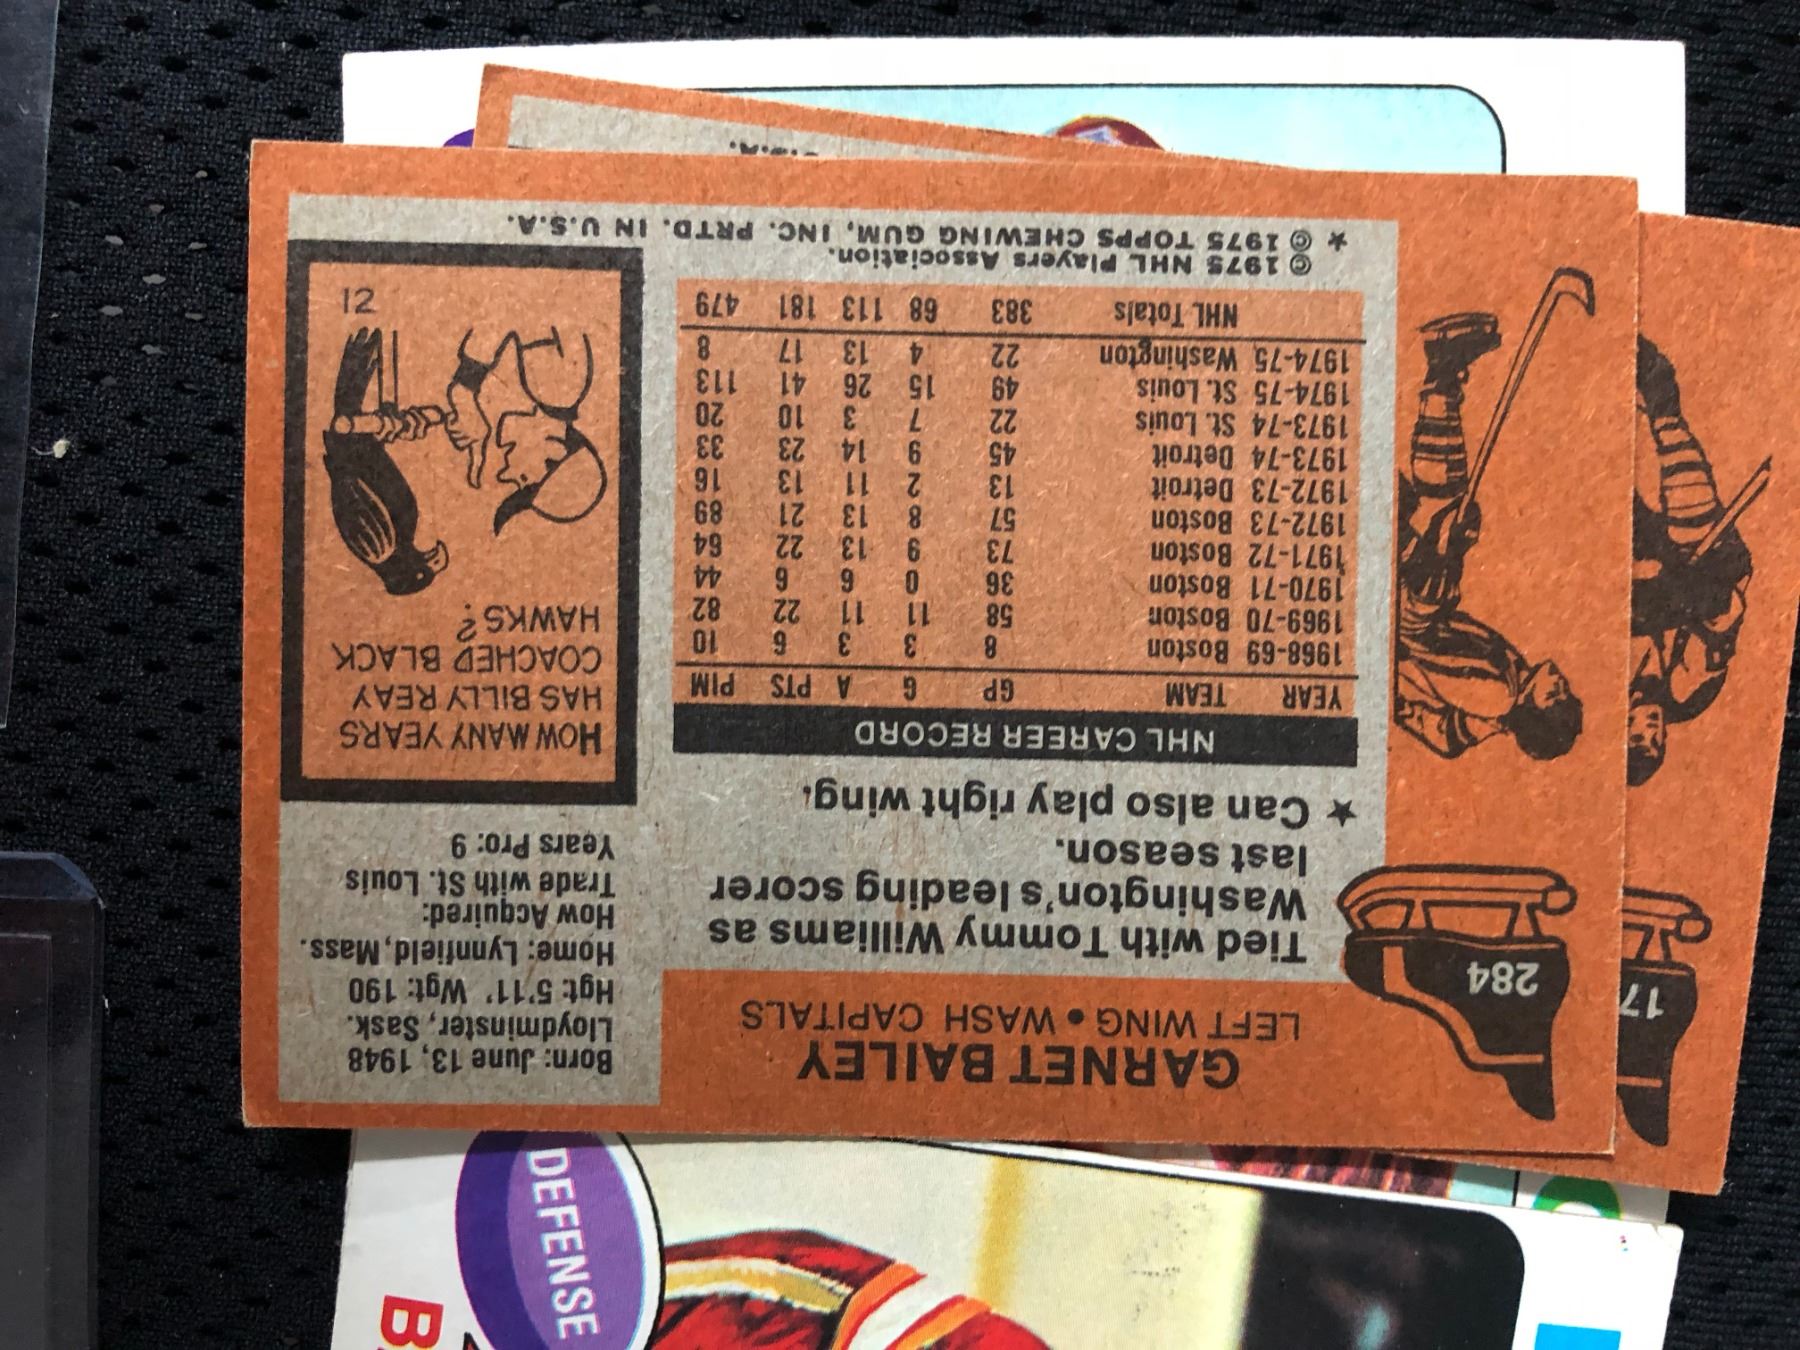 284
GARNET BAILEY
LEFT WING • WASH CAPITALS
Tied with Tommy Williams as
Washington's leading scorer
last season.
★ Can also play right wing.
Born: June 13, 1948
Lloydminster, Sask.
Hgt: 5'11" Wgt: 190
Home: Lynnfield, Mass.
How Acquired:
Trade with St. Louis
Years Pro: 9
NHL CAREER RECORD
YEAR TEAM GP G A PTS PIM
1968-69 Boston 8 3 3 6 10
1969-70 Boston 58 11 11 22 82
1970-71 Boston 36 0 6 6 44
1971-72 Boston 73 9 13 22 64
1972-73 Boston 57 8 13 21 89
1972-73 Detroit 13 2 11 13 16
1973-74 Detroit 45 9 14 23 33
1973-74 St. Louis 22 7 3 10 20
1974-75 St. Louis 49 15 26 41 113
1974-75 Washington 22 4 13 17 8
NHL Totals 383 68 113 181 479
© 1975 NHL Players Association.
★ © 1975 TOPPS CHEWING GUM, INC. PRTD. IN U.S.A.
HOW MANY YEARS
HAS BILLY REAY
COACHED BLACK
HAWKS?
12
17
DEFENSE